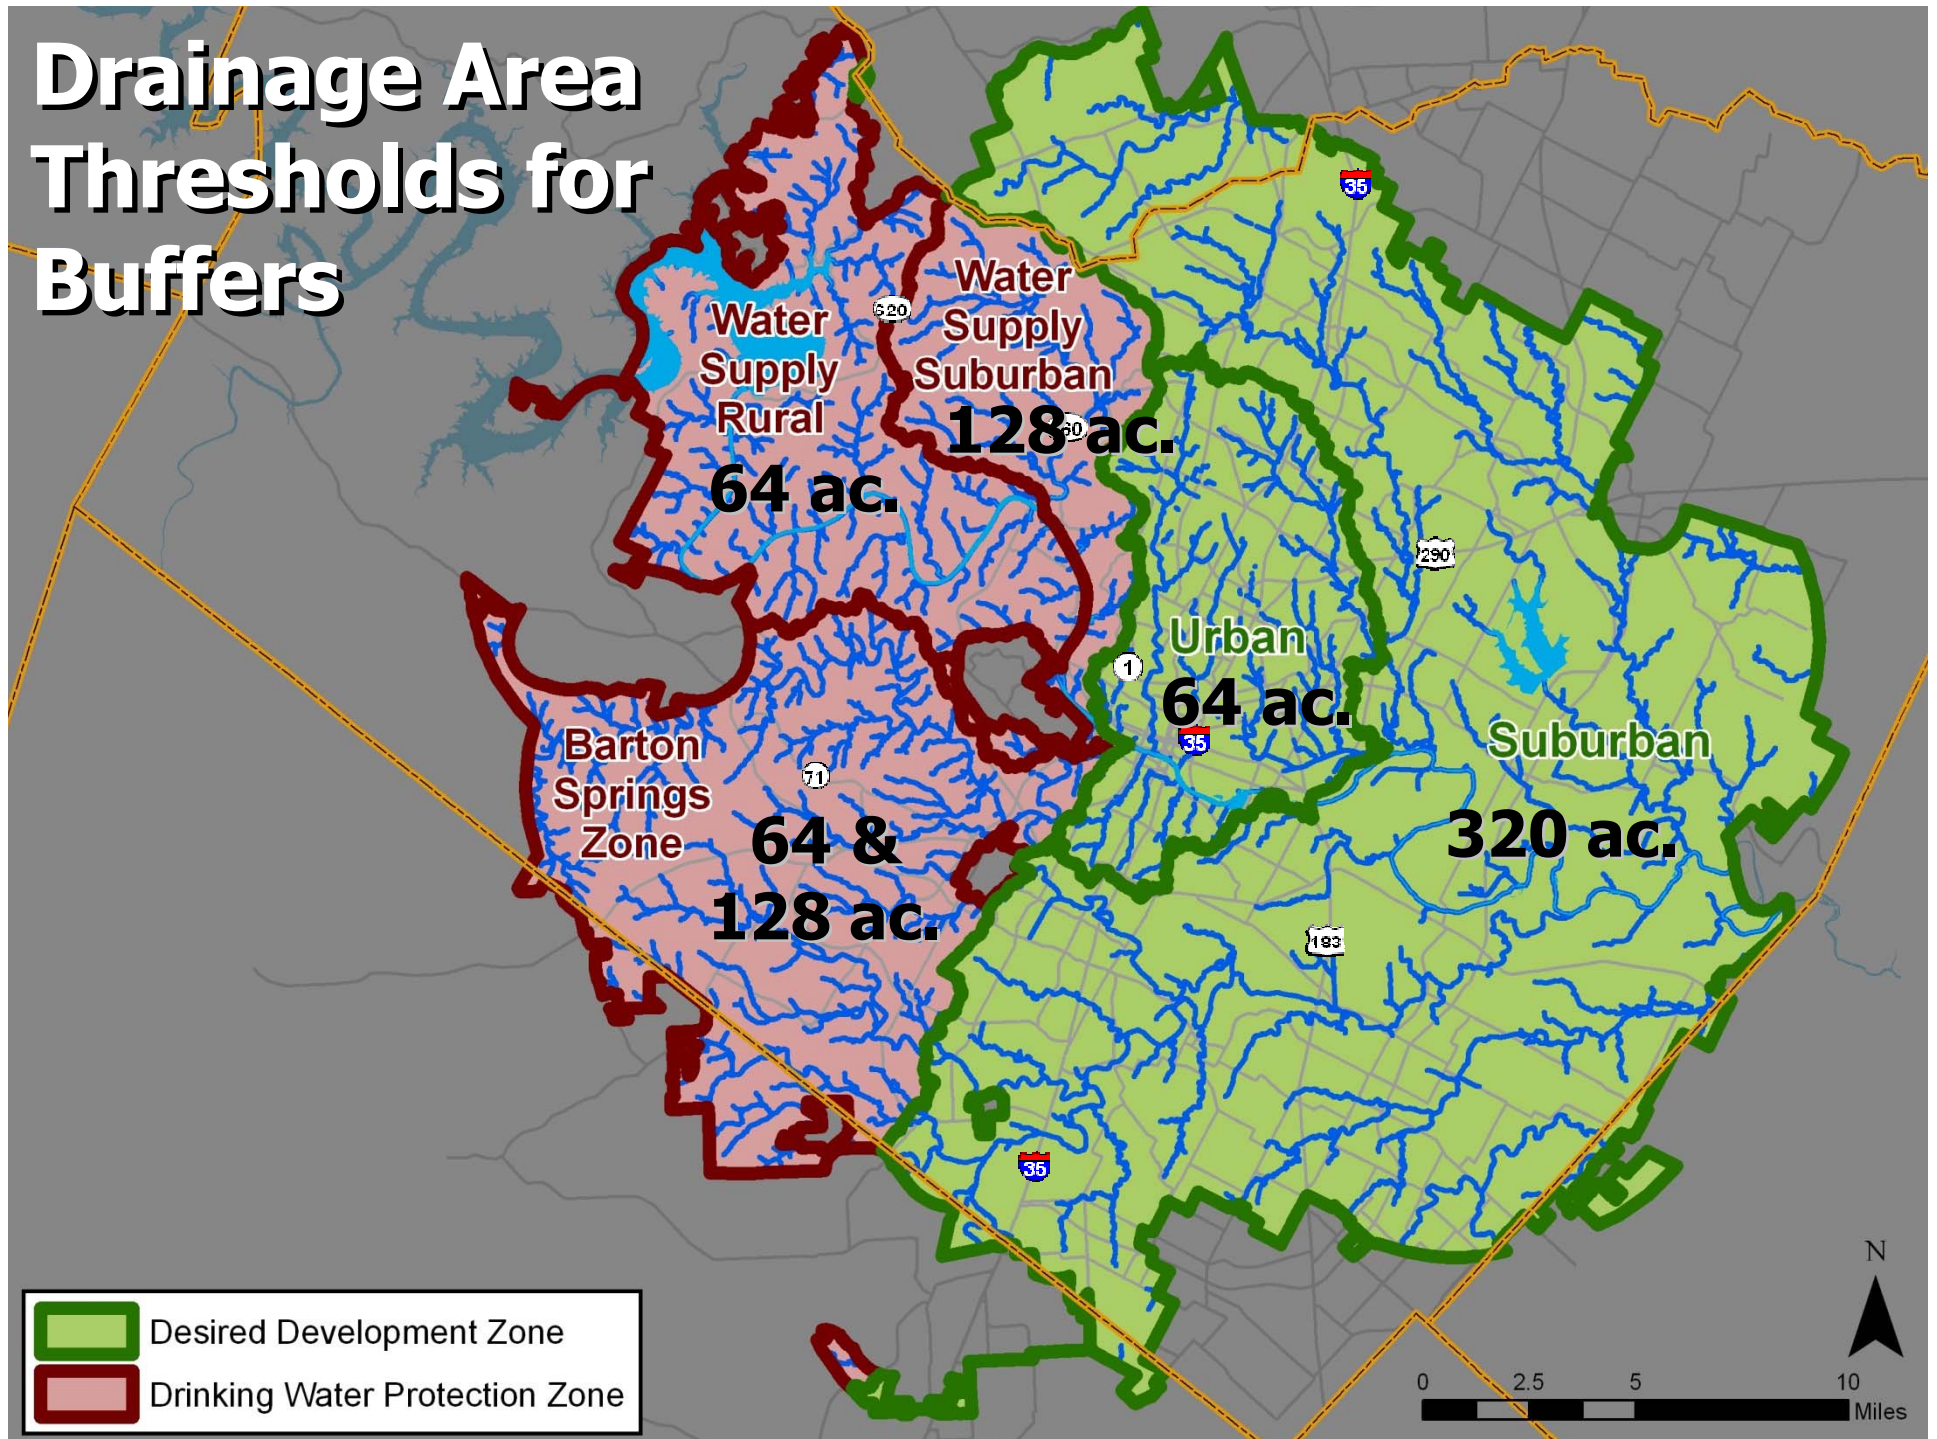 Drainage Area
Thresholds for
Buffers
35
Water
Supply
Suburban
128 ac.
620
Water
Supply
Rural
64 ac.
60
290
Urban
64 ac.
1
35
Suburban
320 ac.
Barton
Springs
Zone
71
64 &
128 ac.
183
35
N
Desired Development Zone
Drinking Water Protection Zone
0 2.5 5 10
Miles